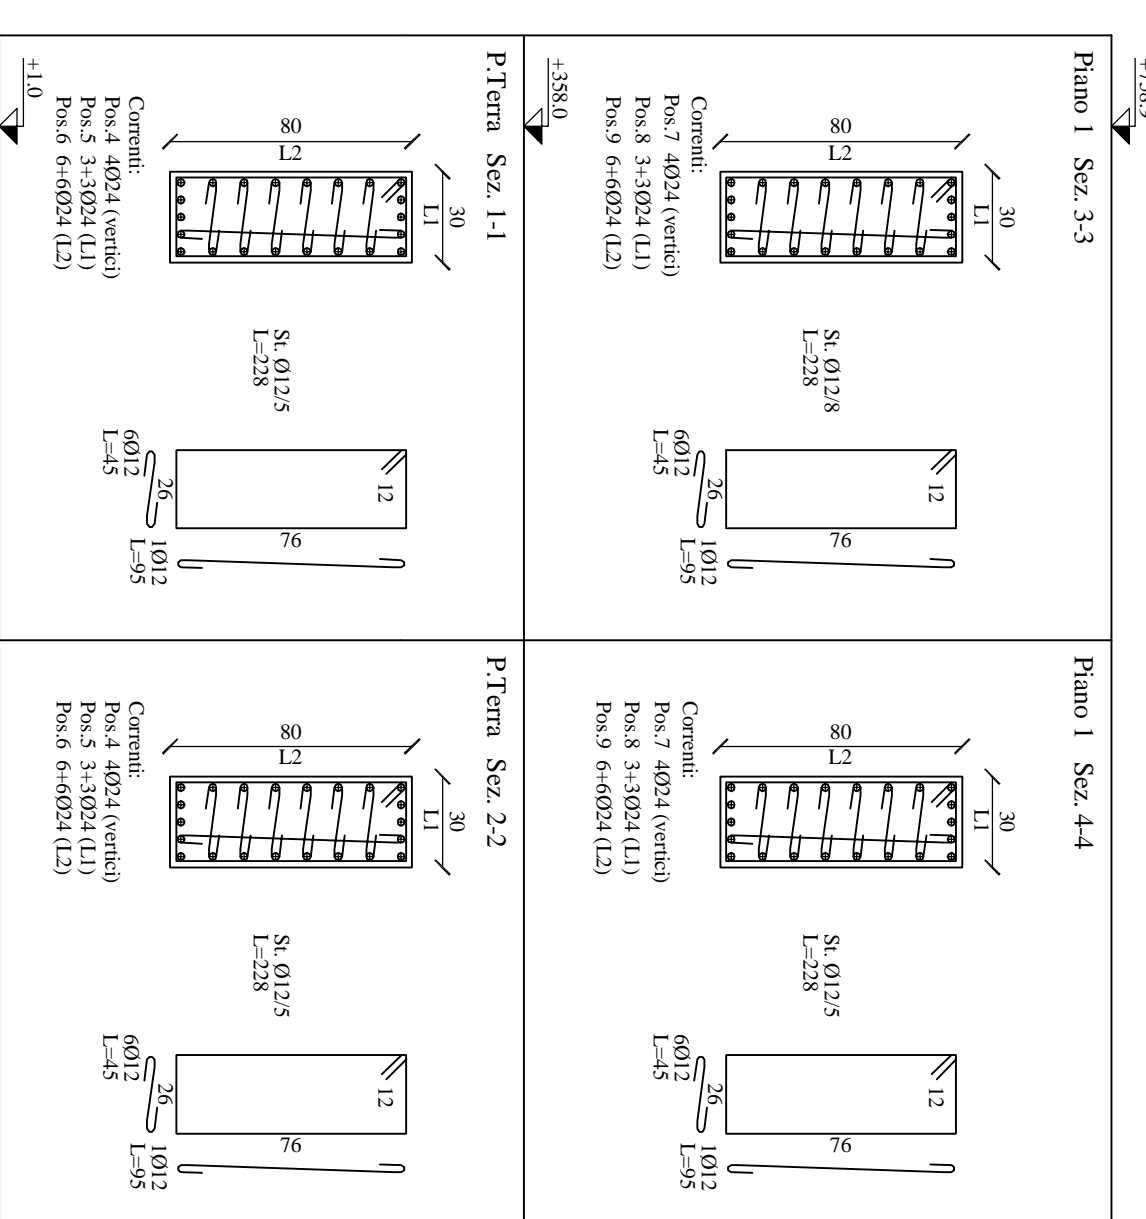 Piano 1 Sez. 3-3
80
L2
30
L1
Correnti:
Pos.7 4Ø24 (vertici)
Pos.8 3+3Ø24 (L1)
Pos.9 6+6Ø24 (L2)
St. Ø12/8
L=228
12
76
26
6Ø12
L=45
1Ø12
L=95
Piano 1 Sez. 4-4
80
L2
30
L1
Correnti:
Pos.7 4Ø24 (vertici)
Pos.8 3+3Ø24 (L1)
Pos.9 6+6Ø24 (L2)
St. Ø12/5
L=228
12
76
26
6Ø12
L=45
1Ø12
L=95
+358.0
P.Terra Sez. 1-1
80
L2
30
L1
Correnti:
Pos.4 4Ø24 (vertici)
Pos.5 3+3Ø24 (L1)
Pos.6 6+6Ø24 (L2)
St. Ø12/5
L=228
12
76
26
6Ø12
L=45
1Ø12
L=95
P.Terra Sez. 2-2
80
L2
30
L1
Correnti:
Pos.4 4Ø24 (vertici)
Pos.5 3+3Ø24 (L1)
Pos.6 6+6Ø24 (L2)
St. Ø12/5
L=228
12
76
26
6Ø12
L=45
1Ø12
L=95
+1.0